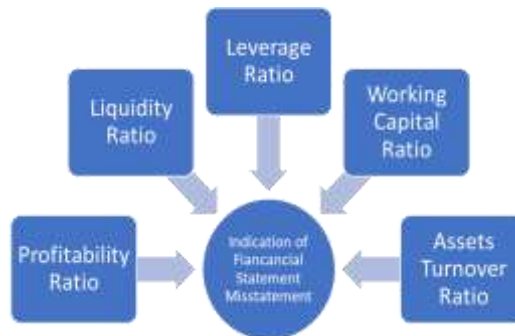 Leverage
Ratio
Liquidity
Ratio
Working
Capital
Ratio
Profitability
Ratio
Indication of
Fiancancial
Statement
Misstatement
Assets
Turnover
Ratio